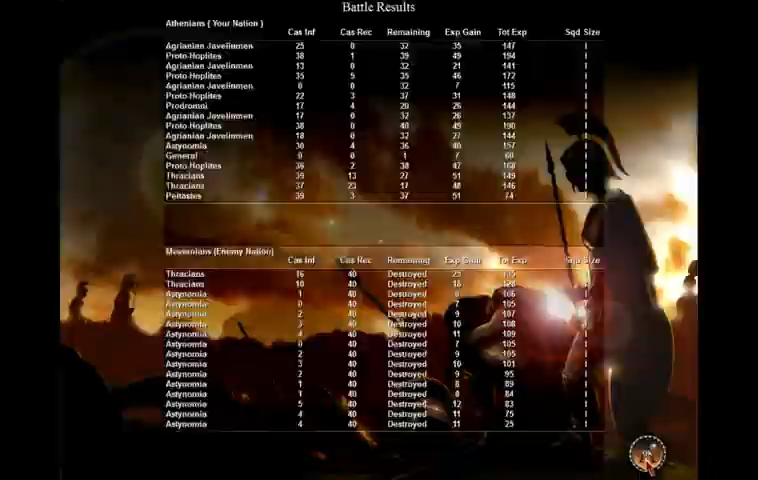 Battle Results
Athenians ( Your Nation )
Cas Inf Cas Rec Remaining Exp Gain Tot Exp Sqd Size
Agrianian Javelinmen 25 0 32 35 147
Proto-Hoplites 38 1 39 49 194
Agrianian Javelinmen 13 0 32 21 141
Proto-Hoplites 35 5 35 46 172
Agrianian Javelinmen 0 0 32 7 115
Proto-Hoplites 22 3 37 31 148
Prodromoi 17 4 20 26 144
Agrianian Javelinmen 17 0 32 26 137
Proto-Hoplites 38 0 40 49 190
Agrianian Javelinmen 18 0 32 27 144
Astynomia 30 4 36 40 157
General 0 0 1 7 60
Proto-Hoplites 36 2 38 47
Thracians 39 13 27 51 149
Thracians 37 23 17 48 146
Peltastes 39 3 37 51 74
(Enemy Nation)
Cas Inf Cas Rec Remaining Exp Gain Tot Exp Sqd Size
Thracians 16 40 Destroyed 25
Thracians 10 40 Destroyed 18 128
Astynomia 1 40 Destroyed 8 106
Astynomia 0 40 Destroyed 7 105
Astynomia 2 40 Destroyed 9 107
Astynomia 3 40 Destroyed 10 108
Astynomia 4 40 Destroyed 11 109
Astynomia 0 40 Destroyed 7 105
Astynomia 2 40 Destroyed 9 105
Astynomia 3 40 Destroyed 10 101
Astynomia 2 40 Destroyed 9 95
Astynomia 1 40 Destroyed 8 89
Astynomia 1 40 Destroyed 8 84
Astynomia 5 40 Destroyed 12 83
Astynomia 4 40 Destroyed 11 75
Astynomia 4 40 Destroyed 11 25